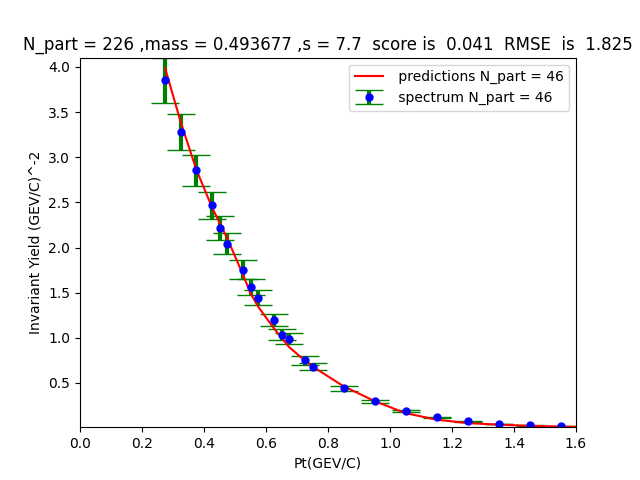 N_part = 226 ,mass = 0.493677 ,s = 7.7  score is  0.041  RMSE  is  1.825
predictions N_part = 46
spectrum N_part = 46
Invariant Yield (GEV/C)^-2
4.0
3.5
3.0
2.5
2.0
1.5
1.0
0.5
0.0 0.2 0.4 0.6 0.8 1.0 1.2 1.4 1.6
Pt(GEV/C)